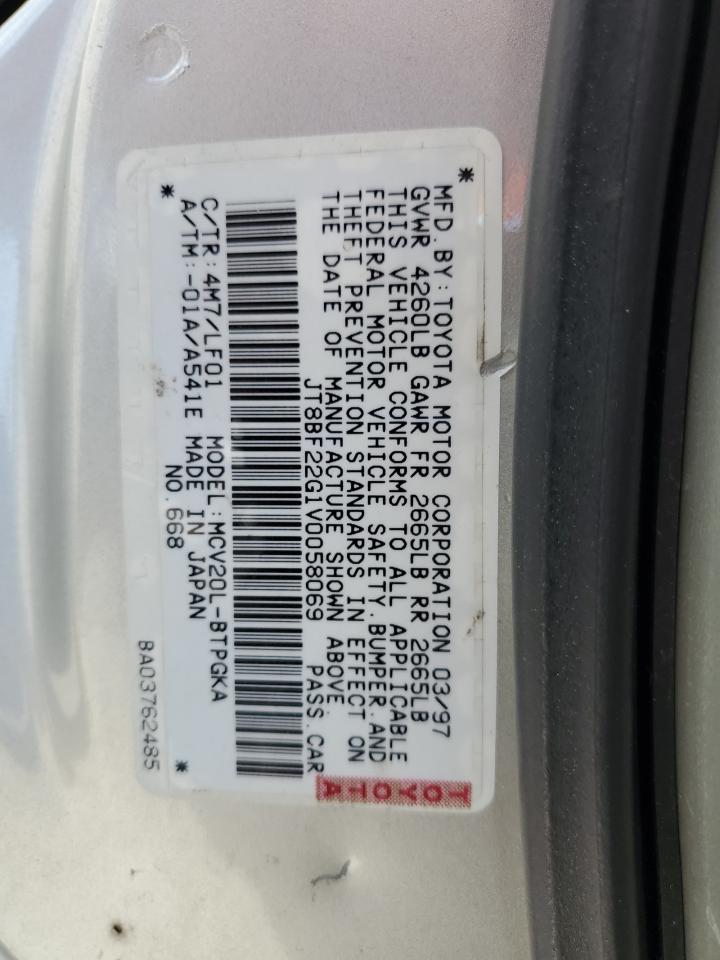 MFD. BY: TOYOTA MOTOR CORPORATION 03/97
GVWR 4260LB GAWR FR 2665LB RR 2665LB
THIS VEHICLE CONFORMS TO ALL APPLICABLE
FEDERAL MOTOR VEHICLE SAFETY, BUMPER, AND
THEFT PREVENTION STANDARDS IN EFFECT ON
THE DATE OF MANUFACTURE SHOWN ABOVE.
JT8BF22G1V0058069 PASS. CAR
TOYOTA
* *
C/TR: 4M7/LF01 MODEL: MCV20L-BTPGKA
A/TM: -01A/A541E MADE IN JAPAN
* NO. 668
BA03762485